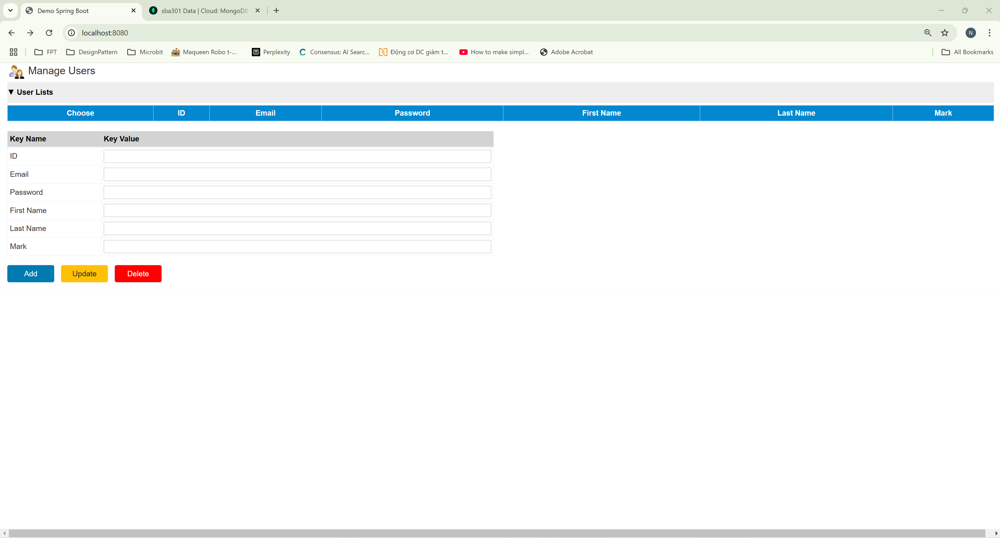 Demo Spring Boot
sba301 Data | Cloud: MongoDB
localhost:8080
N
FPT
DesignPattern
Microbit
Maqueen Robo t-...
Perplexity
Consensus: AI Searc...
Động cơ DC giảm t...
How to make simpl...
Adobe Acrobat
All Bookmarks
Manage Users
▼ User Lists
Choose ID Email Password First Name Last Name Mark
Key Name Key Value
ID
Email
Password
First Name
Last Name
Mark
Add Update Delete